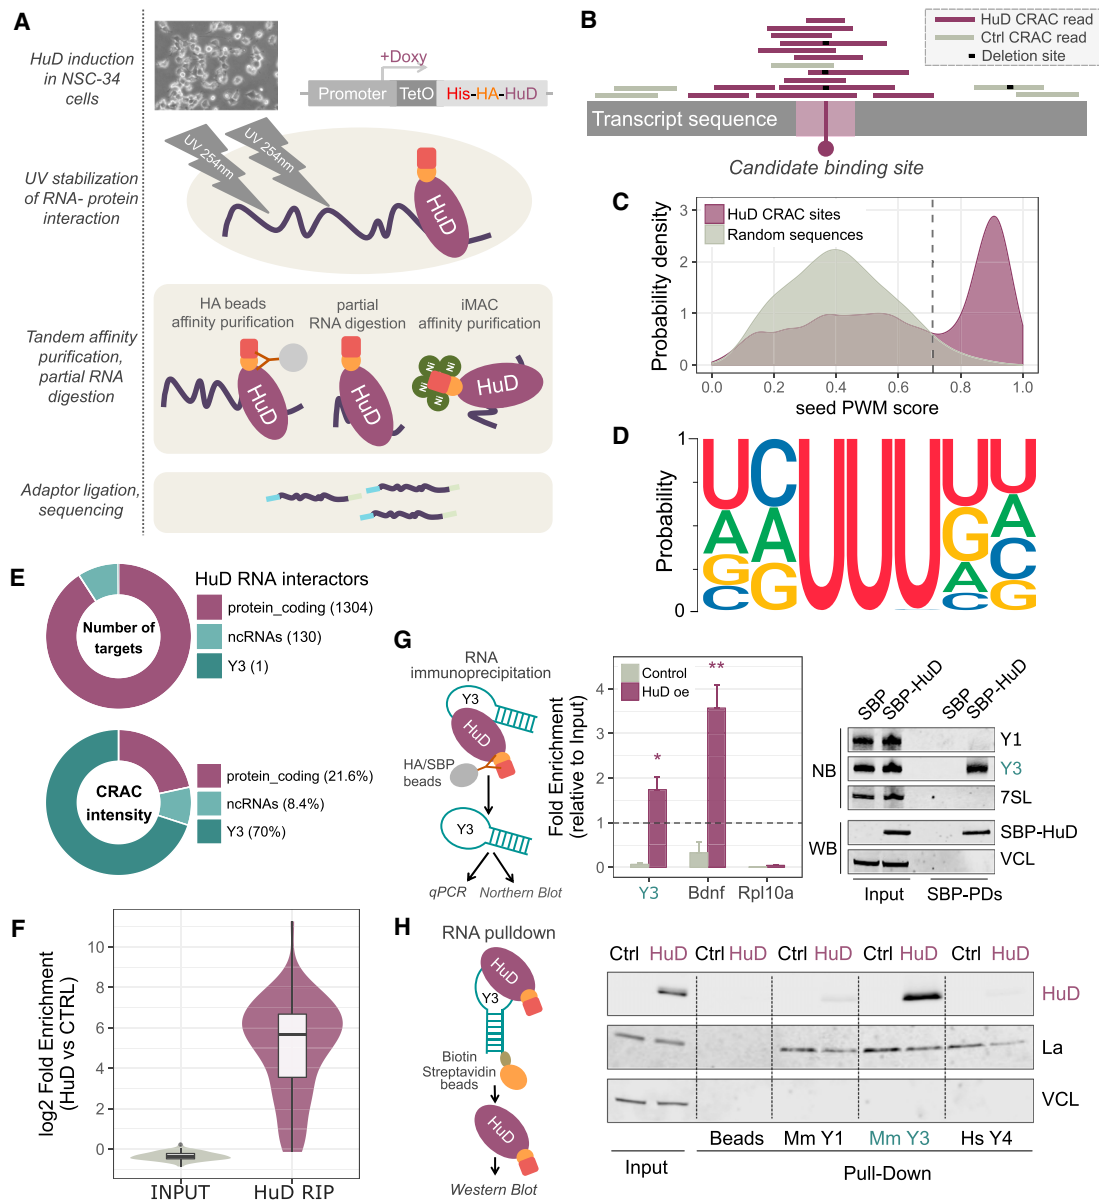 A
HuD induction
in NSC-34
cells
+Doxy
Promoter
TetO
His-HA-HuD
UV stabilization
of RNA- protein
interaction
UV 254nm
UV 254nm
HuD
Tandem affinity
purification,
partial RNA
digestion
HA beads
affinity purification
partial
RNA digestion
iMAC
affinity purification
HuD
HuD
Ni
Ni
Ni
Ni
HuD
Adaptor ligation,
sequencing
B
HuD CRAC read
Ctrl CRAC read
Deletion site
Transcript sequence
Candidate binding site
C
Probability density
3
2
1
0
HuD CRAC sites
Random sequences
0.0
0.2
0.4
0.6
0.8
1.0
seed PWM score
D
Probability
1
0
U
A
G
C
C
A
G
U
U
U
U
G
A
C
U
A
C
G
E
Number of
targets
HuD RNA interactors
protein_coding (1304)
ncRNAs (130)
Y3 (1)
CRAC
intensity
protein_coding (21.6%)
ncRNAs (8.4%)
Y3 (70%)
F
log2 Fold Enrichment
(HuD vs CTRL)
10
8
6
4
2
0
INPUT
HuD RIP
G
RNA
immunoprecipitation
Y3
HuD
HA/SBP
beads
Y3
qPCR
Northern Blot
Fold Enrichment
(relative to Input)
4
3
2
1
0
Control
HuD oe
*
**
Y3
Bdnf
Rpl10a
SBP
SBP-HuD
SBP
SBP-HuD
NB
Y1
Y3
7SL
WB
SBP-HuD
VCL
Input
SBP-PDs
H
RNA pulldown
HuD
Y3
Biotin
Streptavidin
beads
HuD
Western Blot
Ctrl HuD
Ctrl HuD
Ctrl HuD
Ctrl HuD
Ctrl HuD
HuD
La
VCL
Beads
Mm Y1
Mm Y3
Hs Y4
Input
Pull-Down